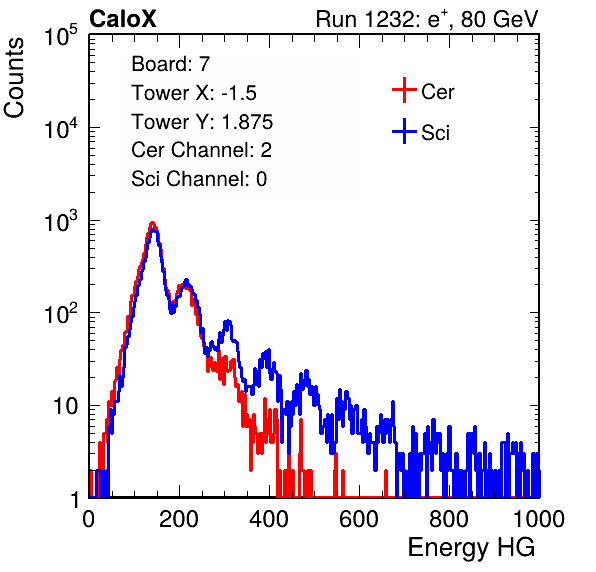 CaloX Run 1232: e⁺, 80 GeV
Counts
10⁵
10⁴
10³
10²
10
1
Board: 7
Tower X: -1.5
Tower Y: 1.875
Cer Channel: 2
Sci Channel: 0
Cer
Sci
0 200 400 600 800 1000
Energy HG